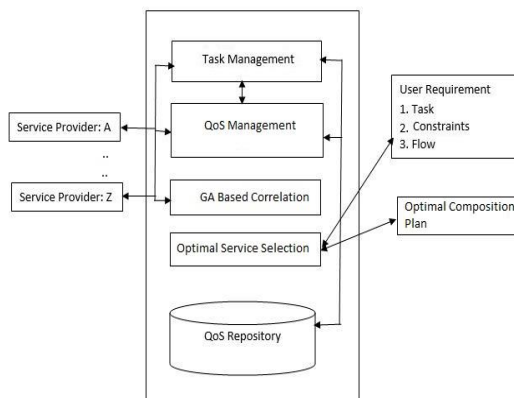 Task Management
QoS Management
GA Based Correlation
Optimal Service Selection
QoS Repository
Service Provider: A
..
..
Service Provider: Z
User Requirement
1. Task
2. Constraints
3. Flow
Optimal Composition
Plan